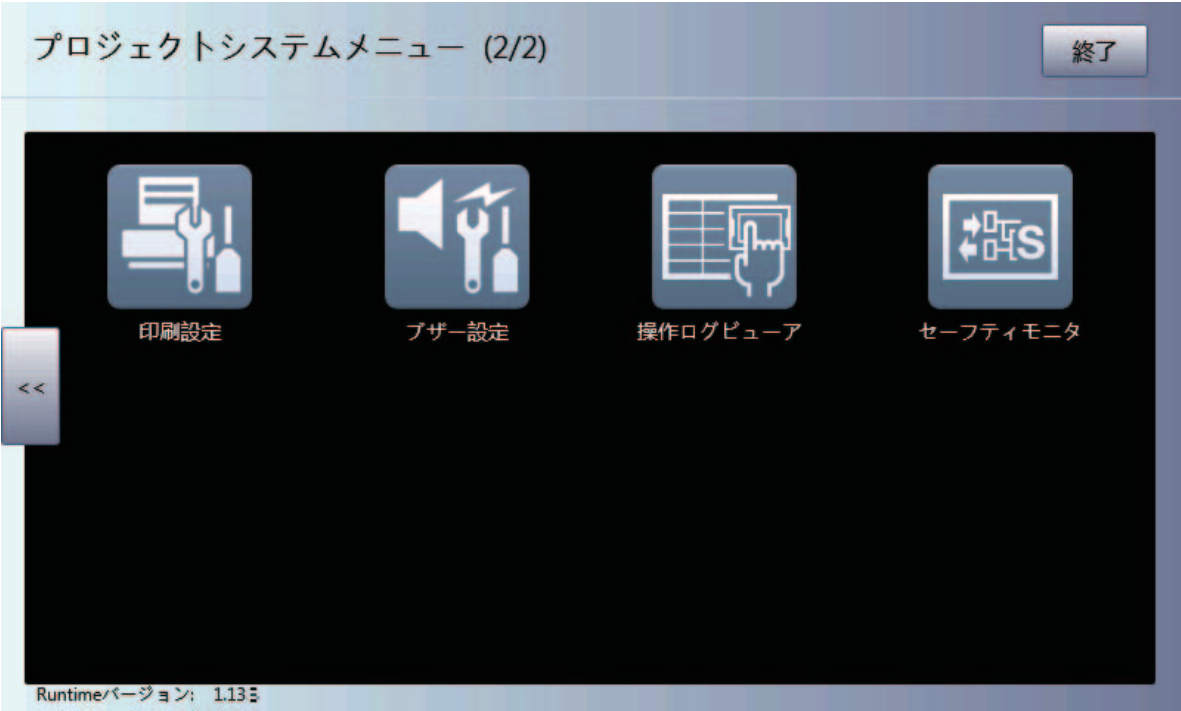 プロジェクトシステムメニュー (2/2)
終了
印刷設定
ブザー設定
操作ログビューア
セーフティモニタ
S
<<
Runtimeバージョン: 1.13